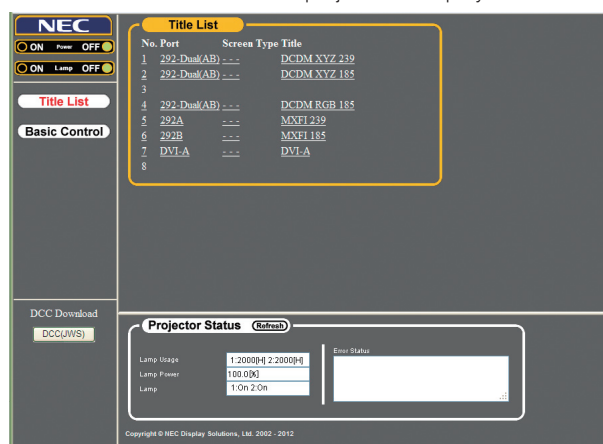 NEC
ON Power OFF
ON Lamp OFF
Title List
Basic Control
DCC Download
DCC(JWS)
Title List
No. Port Screen Type Title
1 292-Dual(AB) - - - DCDM XYZ 239
2 292-Dual(AB) - - - DCDM XYZ 185
3
4 292-Dual(AB) - - - DCDM RGB 185
5 292A - - - MXFI 239
6 292B - - - MXFI 185
7 DVI-A - - - DVI-A
8
Projector Status Refresh
Lamp Usage 1:2000[H] 2:2000[H]
Lamp Power 100.0[%]
Lamp 1:On 2:On
Error Status
Copyright © NEC Display Solutions, Ltd. 2002 - 2012